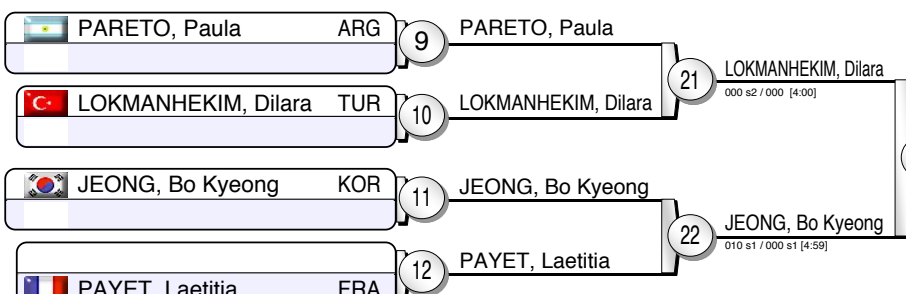 PARETO, Paula ARG
9
PARETO, Paula
LOKMANHEKIM, Dilara TUR
10
LOKMANHEKIM, Dilara
21
LOKMANHEKIM, Dilara
000 s2 / 000 [4:00]
JEONG, Bo Kyeong KOR
11
JEONG, Bo Kyeong
PAYET, Laetitia FRA
12
PAYET, Laetitia
22
JEONG, Bo Kyeong
010 s1 / 000 s1 [4:59]